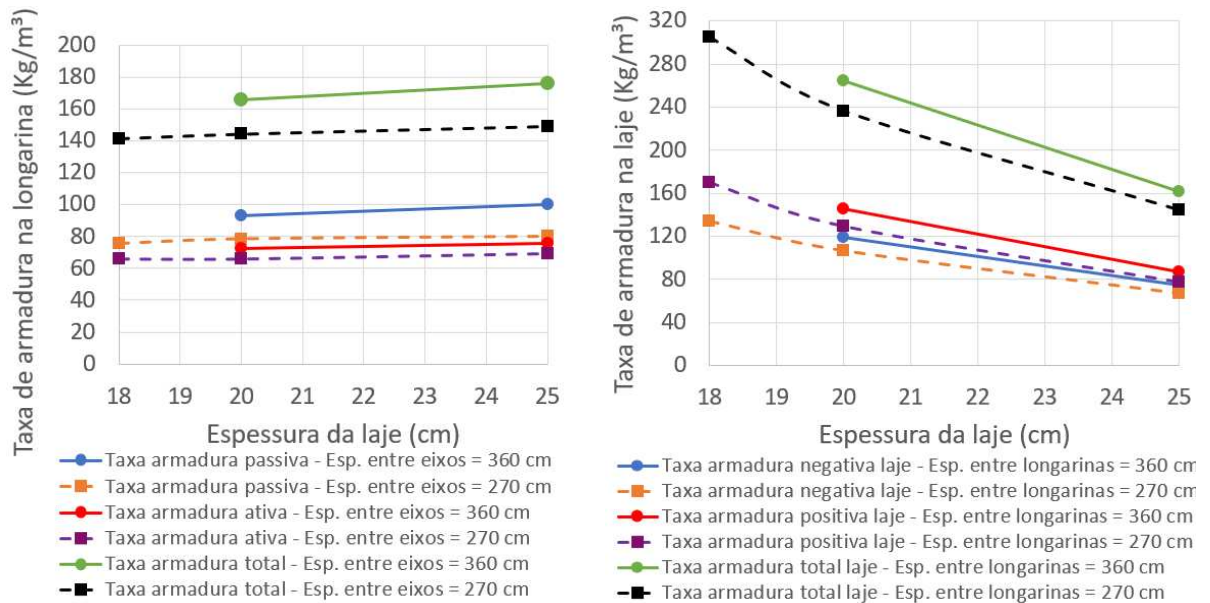 Taxa de armadura na longarina (Kg/m³)
200
180
160
140
120
100
80
60
40
20
0
18 19 20 21 22 23 24 25
Espessura da laje (cm)
Taxa armadura passiva - Esp. entre eixos = 360 cm
Taxa armadura passiva - Esp. entre eixos = 270 cm
Taxa armadura ativa - Esp. entre eixos = 360 cm
Taxa armadura ativa - Esp. entre eixos = 270 cm
Taxa armadura total - Esp. entre eixos = 360 cm
Taxa armadura total - Esp. entre eixos = 270 cm
Taxa de armadura na laje (Kg/m³)
320
280
240
200
160
120
80
40
0
18 19 20 21 22 23 24 25
Espessura da laje (cm)
Taxa armadura negativa laje - Esp. entre longarinas = 360 cm
Taxa armadura negativa laje - Esp. entre longarinas = 270 cm
Taxa armadura positiva laje - Esp. entre longarinas = 360 cm
Taxa armadura positiva laje - Esp. entre longarinas = 270 cm
Taxa armadura total laje - Esp. entre longarinas = 360 cm
Taxa armadura total laje - Esp. entre longarinas = 270 cm